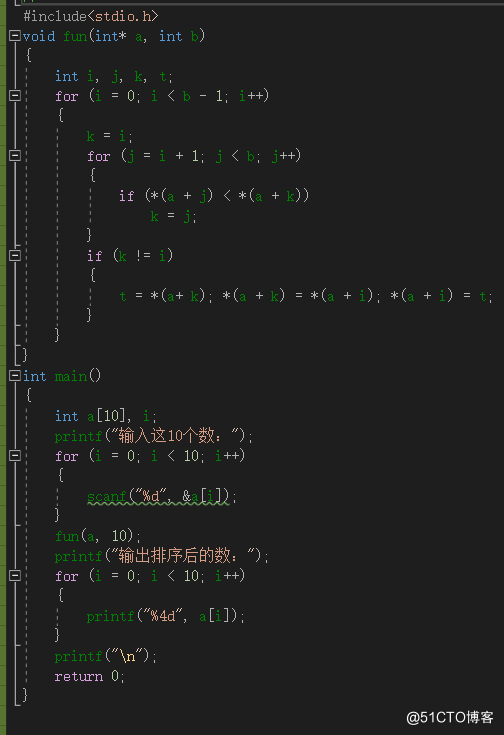 #include<stdio.h>
void fun(int* a, int b)
{
int i, j, k, t;
for (i = 0; i < b - 1; i++)
{
k = i;
for (j = i + 1; j < b; j++)
{
if (*(a + j) < *(a + k))
k = j;
}
if (k != i)
{
t = *(a+ k); *(a + k) = *(a + i); *(a + i) = t;
}
}
}
int main()
{
int a[10], i;
printf("输入这10个数：");
for (i = 0; i < 10; i++)
{
scanf("%d", &a[i]);
}
fun(a, 10);
printf("输出排序后的数：");
for (i = 0; i < 10; i++)
{
printf("%4d", a[i]);
}
printf("\n");
return 0;
}
@51CTO博客